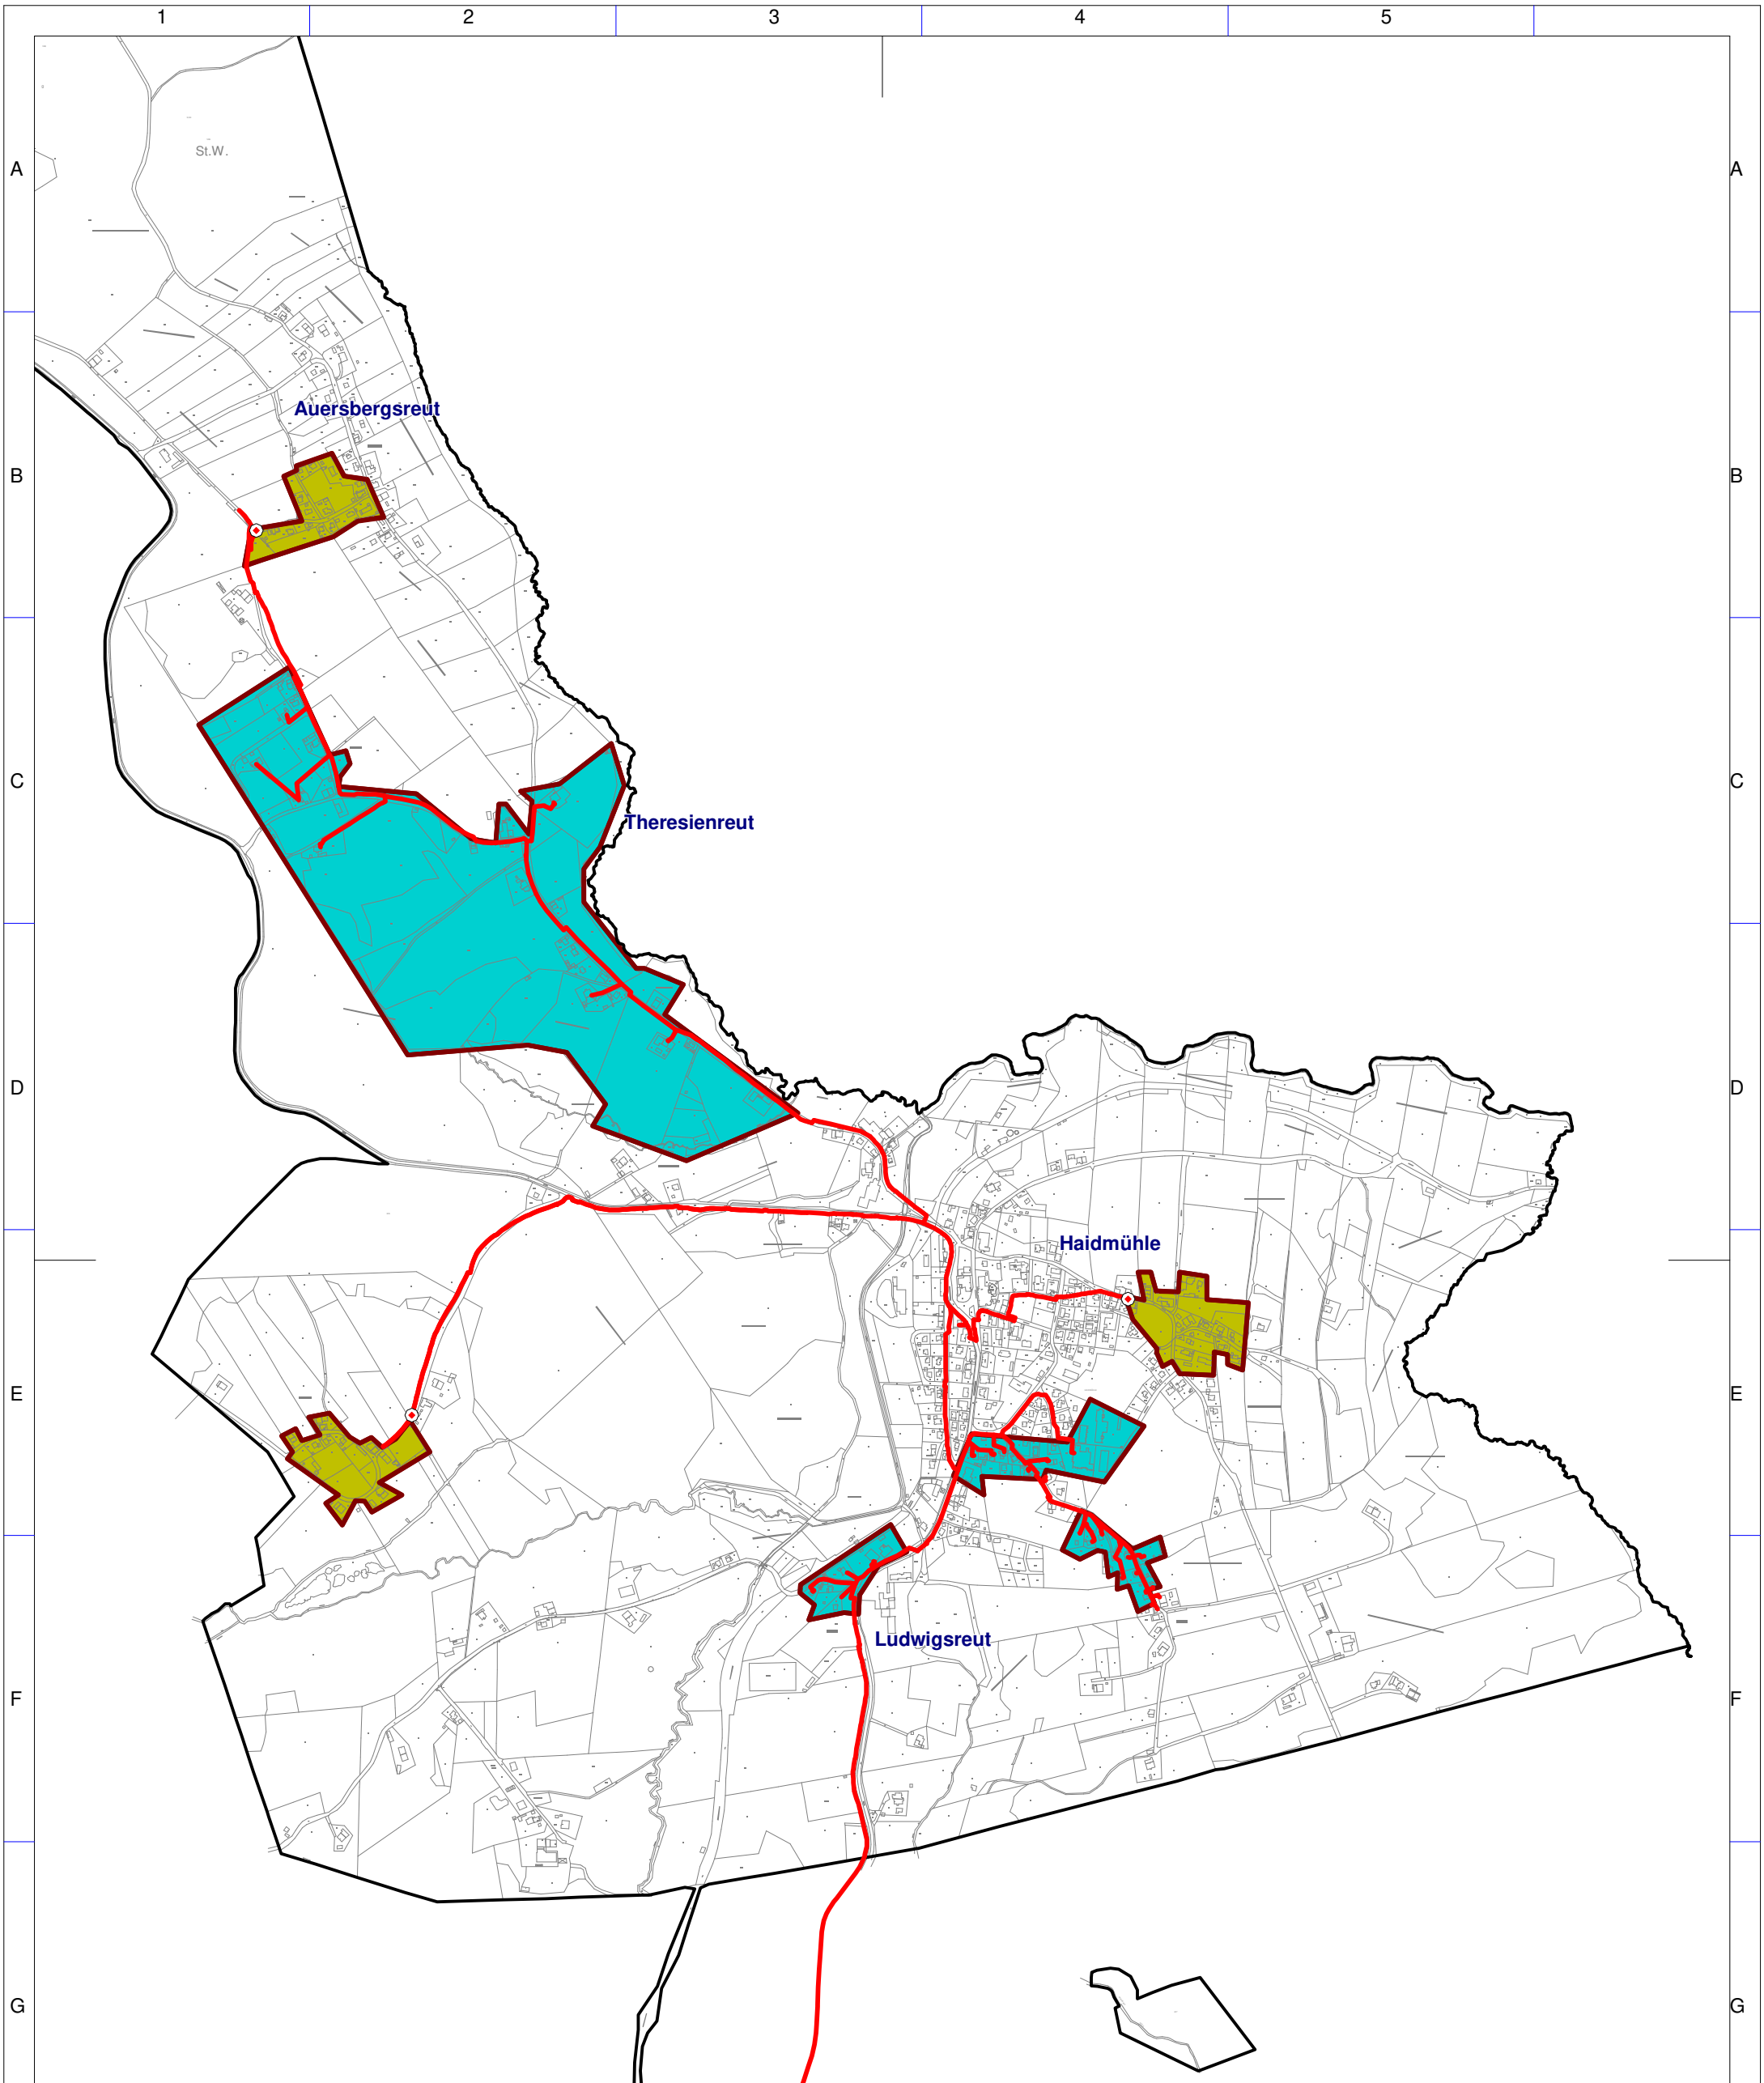 1 2 3 4 5
A A
St.W.
Auersbergsreut
B B
C C
Theresienreut
D D
Haidmühle
E E
Ludwigsreut
F F
G G